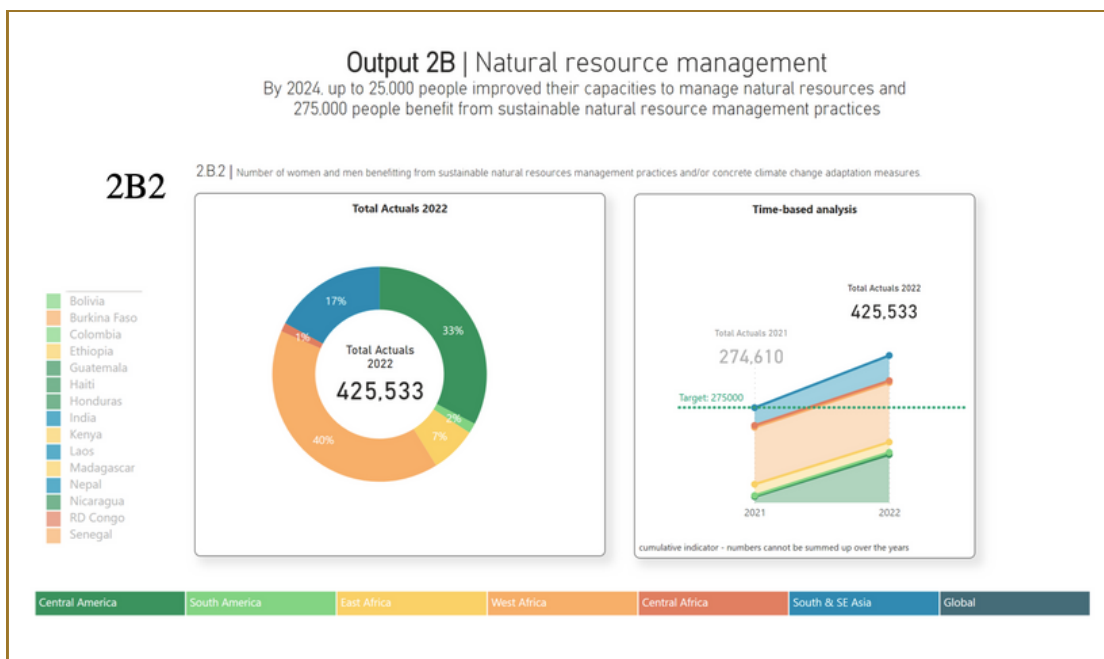 Output 2B | Natural resource management
By 2024, up to 25,000 people improved their capacities to manage natural resources and
275,000 people benefit from sustainable natural resource management practices
2B2
2.B.2 | Number of women and men benefitting from sustainable natural resources management practices and/or concrete climate change adaptation measures
Bolivia
Burkina Faso
Colombia
Ethiopia
Guatemala
Haiti
Honduras
India
Kenya
Laos
Madagascar
Nepal
Nicaragua
RD Congo
Senegal
Total Actuals 2022
17%
33%
1%
Total Actuals
2022
425,533
2%
7%
40%
Time-based analysis
Total Actuals 2022
425,533
Total Actuals 2021
274,610
Target: 275000
2021
2022
cumulative indicator - numbers cannot be summed up over the years
Central America
South America
East Africa
West Africa
Central Africa
South & SE Asia
Global